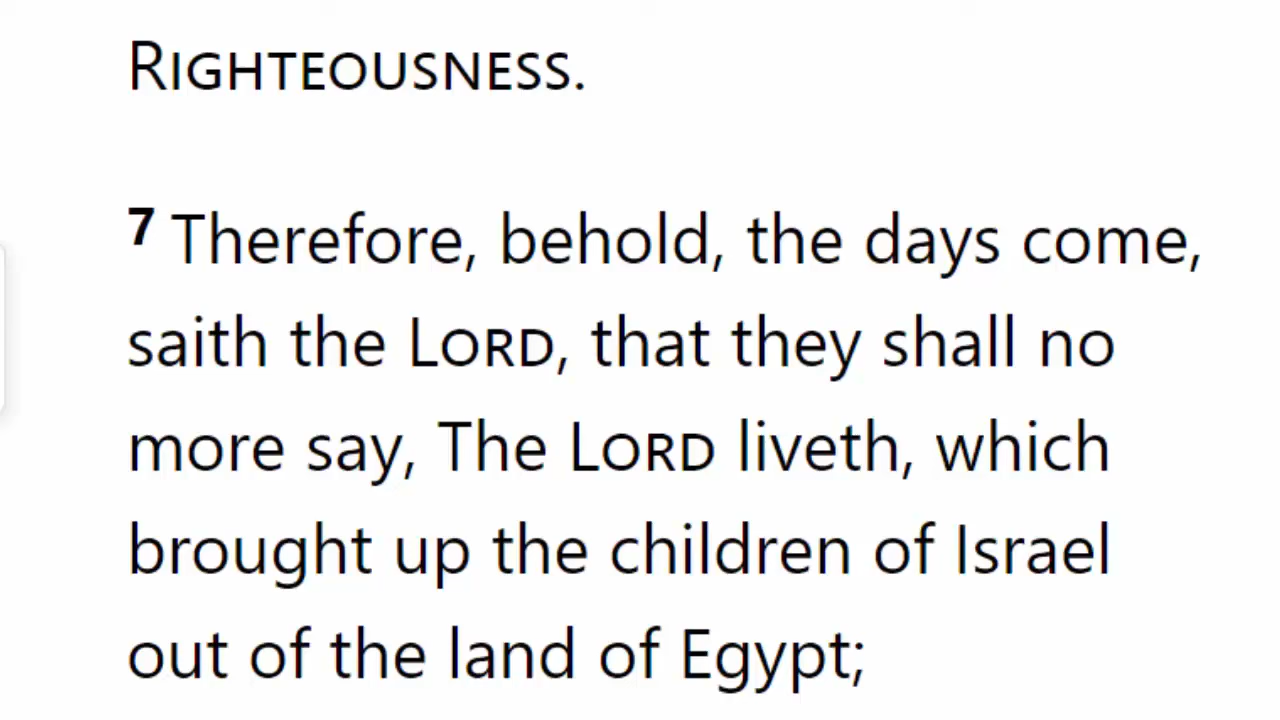 RIGHTEOUSNESS.
7 Therefore, behold, the days come,
saith the LORD, that they shall no
more say, The LORD liveth, which
brought up the children of Israel
out of the land of Egypt;